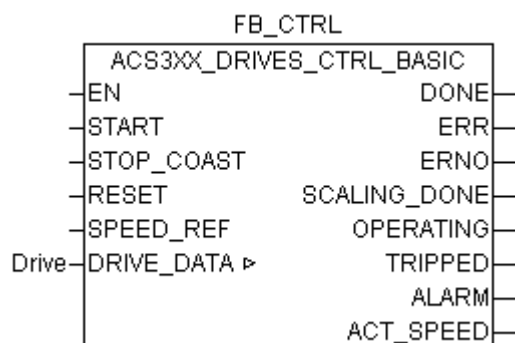 FB_CTRL
ACS3XX_DRIVES_CTRL_BASIC
EN DONE
START ERR
STOP_COAST ERNO
RESET SCALING_DONE
SPEED_REF OPERATING
Drive DRIVE_DATA ▷ TRIPPED
ALARM
ACT_SPEED